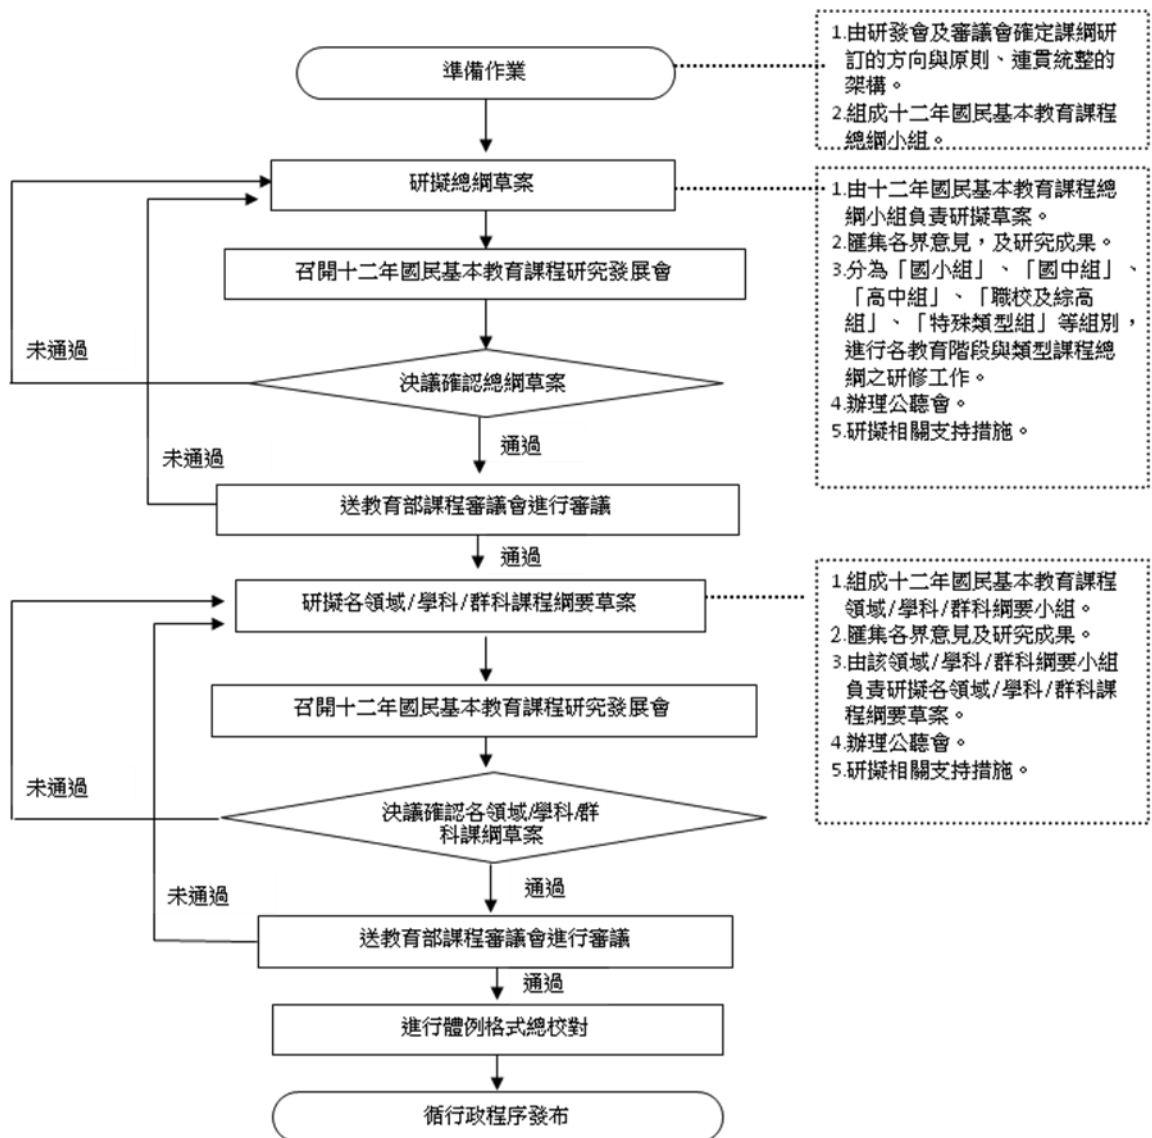 準備作業
1.由研發會及審議會確定課綱研
訂的方向與原則、連貫統整的
架構。
2.組成十二年國民基本教育課程
總綱小組。
研擬總綱草案
1.由十二年國民基本教育課程總
綱小組負責研擬草案。
2.匯集各界意見，及研究成果。
3.分為「國小組」、「國中組」、
「高中組」、「職校及綜高
組」、「特殊類型組」等組別，
進行各教育階段與類型課程總
綱之研修工作。
4.辦理公聽會。
5.研擬相關支持措施。
召開十二年國民基本教育課程研究發展會
未通過
決議確認總綱草案
通過
未通過
送教育部課程審議會進行審議
通過
研擬各領域/學科/群科課程綱要草案
1.組成十二年國民基本教育課程
領域/學科/群科綱要小組。
2.匯集各界意見及研究成果。
3.由該領域/學科/群科綱要小組
負責研擬各領域/學科/群科課
程綱要草案。
4.辦理公聽會。
5.研擬相關支持措施。
召開十二年國民基本教育課程研究發展會
未通過
決議確認各領域/學科/群
科課綱草案
通過
未通過
送教育部課程審議會進行審議
通過
進行體例格式總校對
循行政程序發布